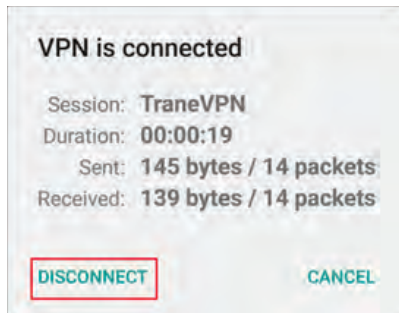 VPN is connected
Session: TraneVPN
Duration: 00:00:19
Sent: 145 bytes / 14 packets
Received: 139 bytes / 14 packets
DISCONNECT CANCEL